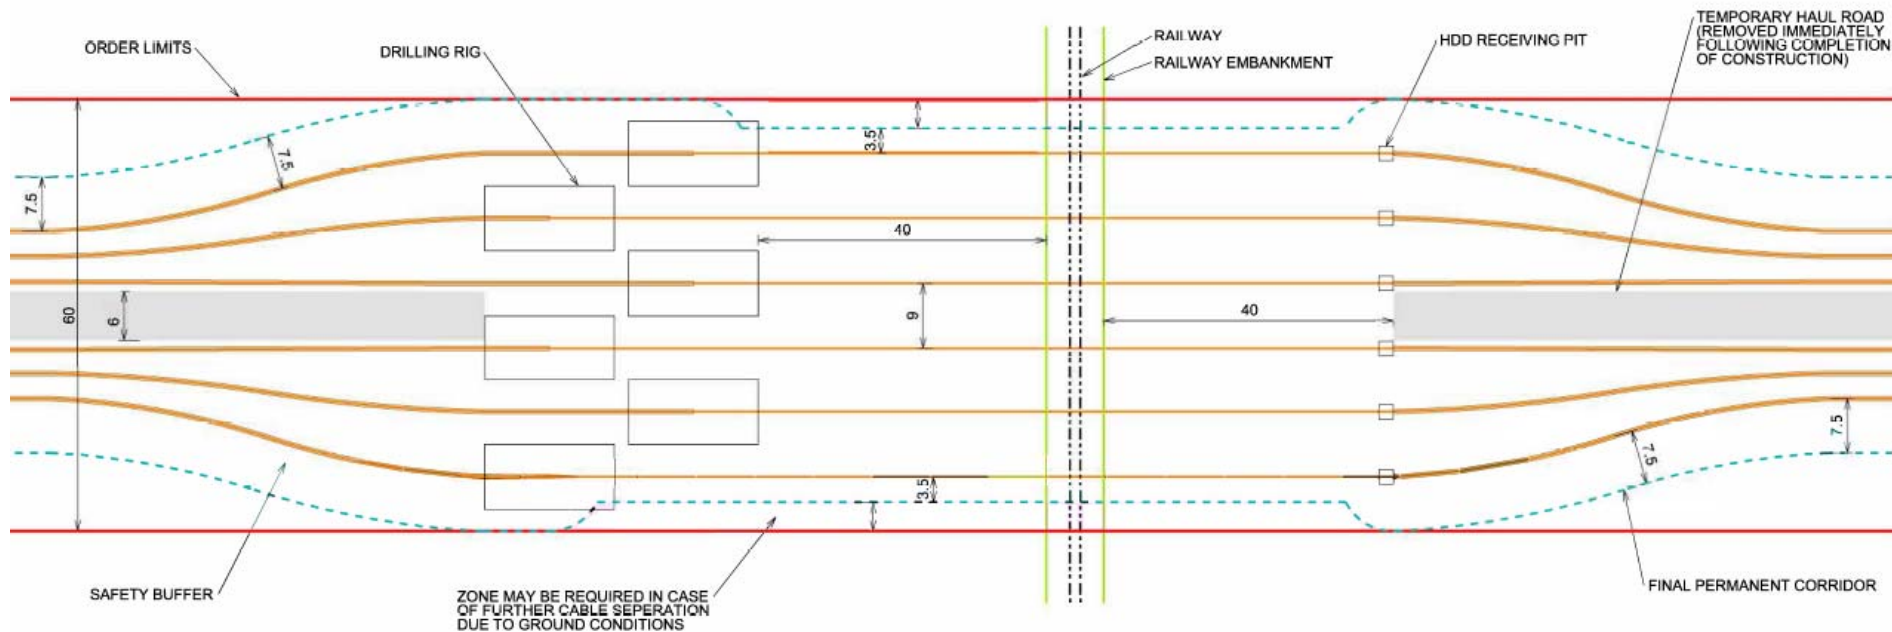 ORDER LIMITS
DRILLING RIG
RAILWAY
RAILWAY EMBANKMENT
HDD RECEIVING PIT
TEMPORARY HAUL ROAD
(REMOVED IMMEDIATELY
FOLLOWING COMPLETION
OF CONSTRUCTION)
3.5
7.5
7.5
40
60
6
9
40
7.5
7.5
3.5
SAFETY BUFFER
ZONE MAY BE REQUIRED IN CASE
OF FURTHER CABLE SEPERATION
DUE TO GROUND CONDITIONS
FINAL PERMANENT CORRIDOR